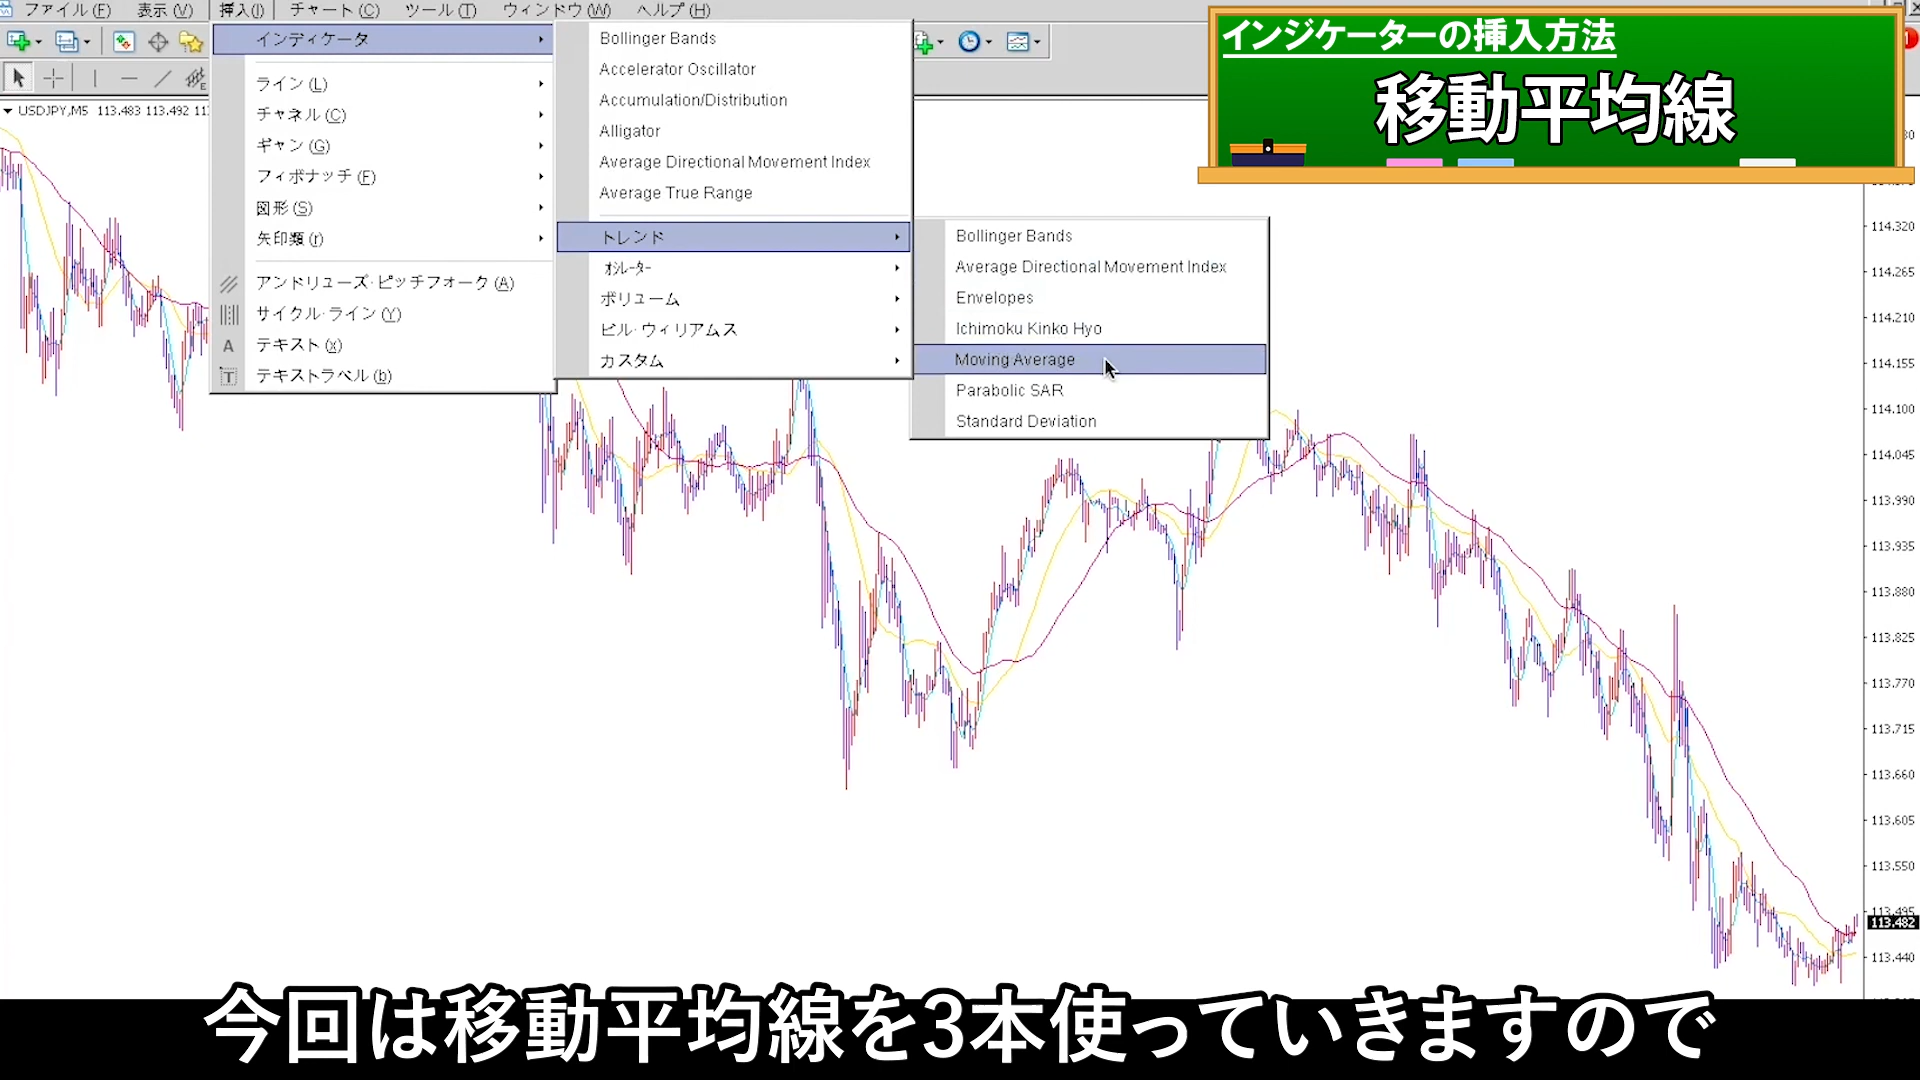 ファイル (F) 表示 (V) 挿入(I) チャート (C) ツール (T) ウィンドウ (W) ヘルプ (H)
インジケーターの挿入方法
移動平均線
インディケータ
ライン (L)
チャネル (C)
ギャン (G)
フィボナッチ (F)
図形 (S)
矢印類 (r)
アンドリューズ・ピッチフォーク (A)
サイクル・ライン (Y)
テキスト (x)
テキストラベル (b)
Bollinger Bands
Accelerator Oscillator
Accumulation/Distribution
Alligator
Average Directional Movement Index
Average True Range
トレンド
オシレーター
ボリューム
ビル・ウィリアムス
カスタム
Bollinger Bands
Average Directional Movement Index
Envelopes
Ichimoku Kinko Hyo
Moving Average
Parabolic SAR
Standard Deviation
USDJPY,M5 113.483 113.492
114.320
114.265
114.210
114.155
114.100
114.045
113.990
113.935
113.880
113.825
113.770
113.715
113.660
113.605
113.550
113.495
113.482
113.440
今回は移動平均線を3本使っていきますので